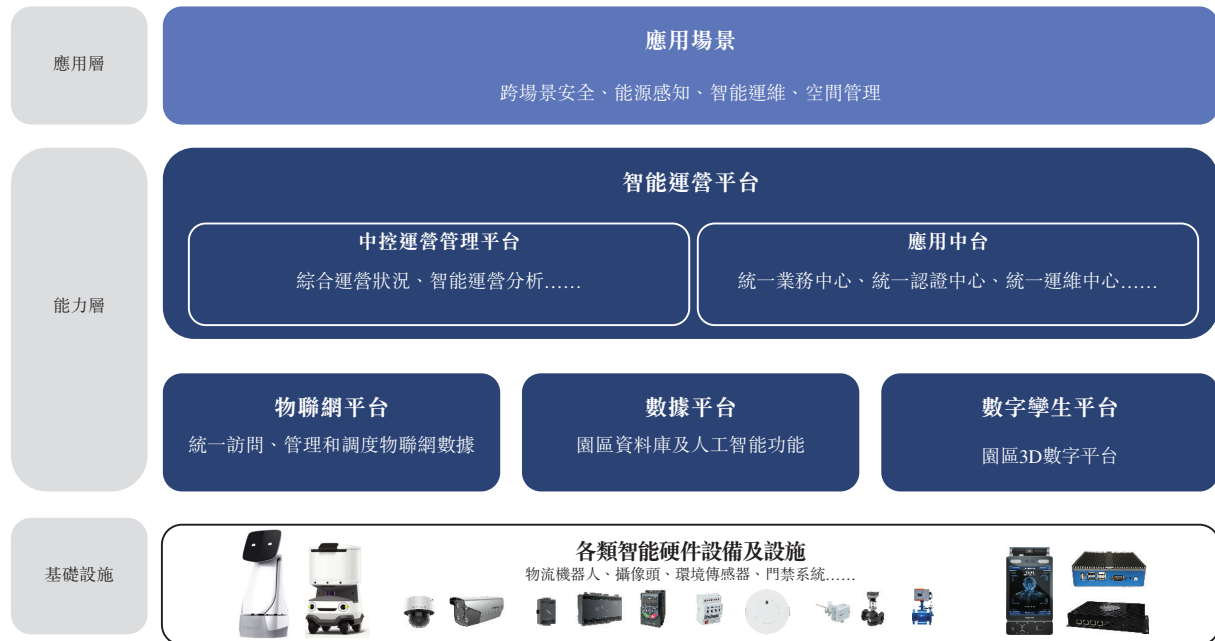 應用層
應用場景
跨場景安全、能源感知、智能運維、空間管理
能力層
智能運營平台
中控運營管理平台
綜合運營狀況、智能運營分析……
應用中台
統一業務中心、統一認證中心、統一運維中心……
物聯網平台
統一訪問、管理和調度物聯網數據
數據平台
園區資料庫及人工智能功能
數字孿生平台
園區3D數字平台
基礎設施
各類智能硬件設備及設施
物流機器人、攝像頭、環境傳感器、門禁系統……